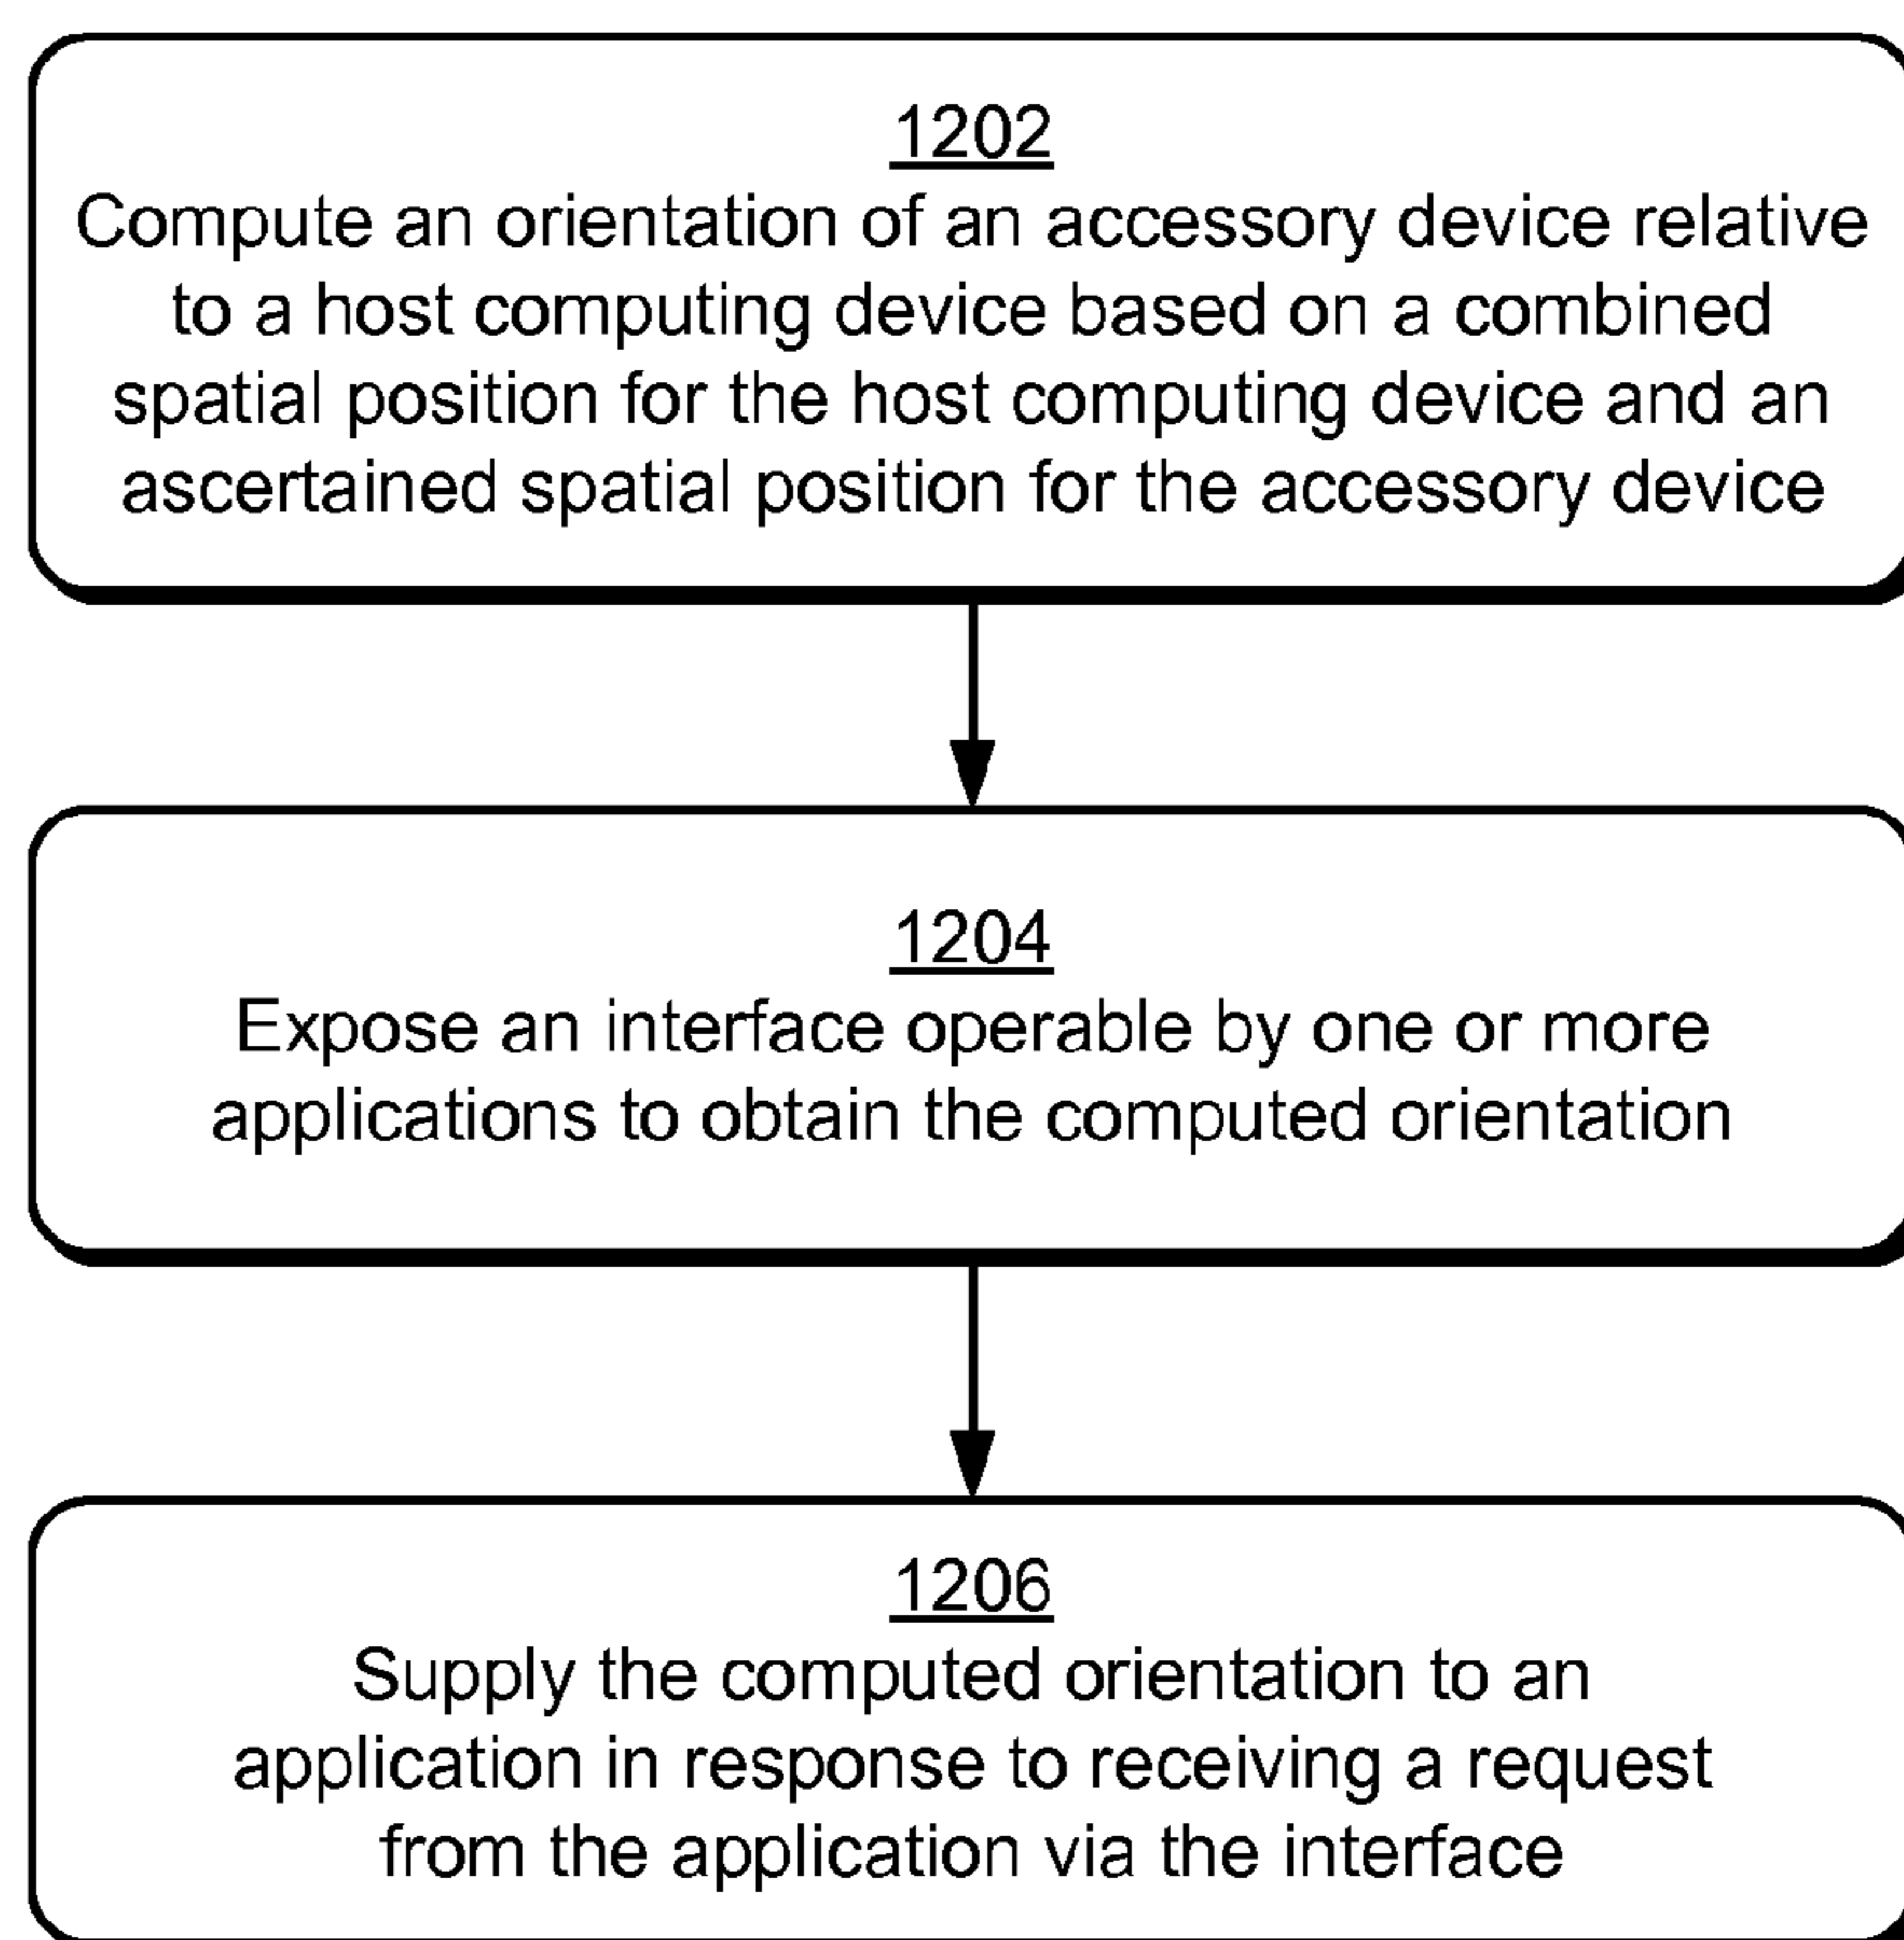 1202
Compute an orientation of an accessory device relative
to a host computing device based on a combined
spatial position for the host computing device and an
ascertained spatial position for the accessory device
1204
Expose an interface operable by one or more
applications to obtain the computed orientation
1206
Supply the computed orientation to an
application in response to receiving a request
from the application via the interface